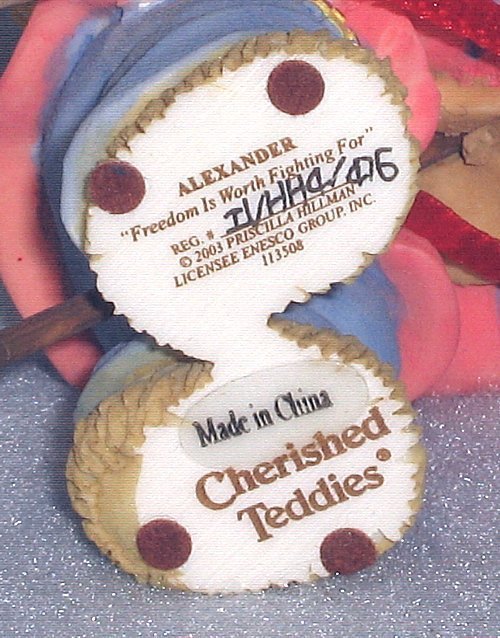 ALEXANDER
"Freedom Is Worth Fighting For"
REG. #
© 2003 PRISCILLA HILLMAN
LICENSEE ENESCO GROUP, INC.
113508
Made in China
Cherished
Teddies®